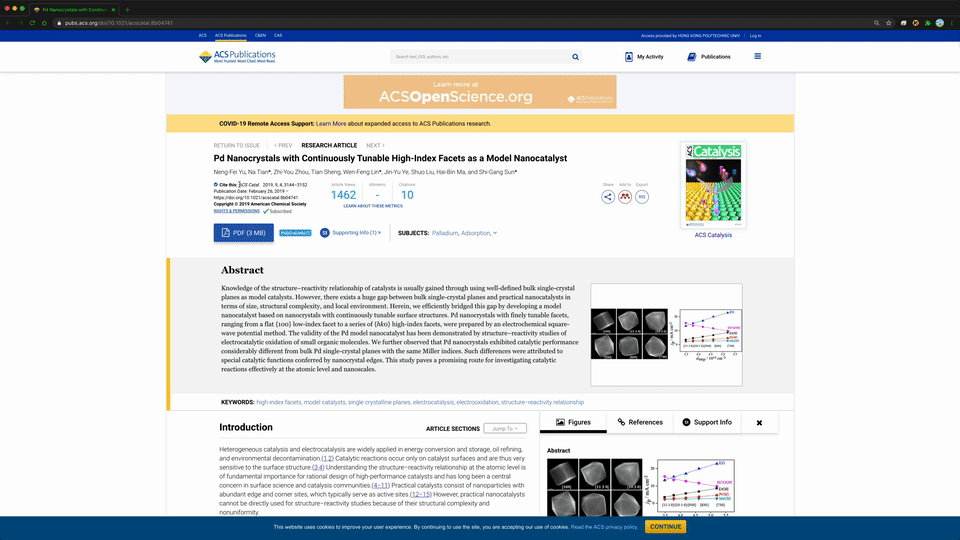 Pd Nanocrystals with Continuou
pubs.acs.org/doi/10.1021/acscatal.8b04741
ACS
ACS Publications
C&EN
CAS
Access provided by HONG KONG POLYTECHNIC UNIV
Log In
ACS Publications
Most Trusted. Most Cited. Most Read.
Search text, DOI, authors, etc.
My Activity
Publications
Learn more at
ACSOpenScience.org
ACS Publications
COVID-19 Remote Access Support: Learn More about expanded access to ACS Publications research.
RETURN TO ISSUE
‹ PREV
RESEARCH ARTICLE
NEXT ›
Pd Nanocrystals with Continuously Tunable High-Index Facets as a Model Nanocatalyst
Neng-Fei Yu, Na Tian*, Zhi-You Zhou, Tian Sheng, Wen-Feng Lin*, Jin-Yu Ye, Shuo Liu, Hai-Bin Ma, and Shi-Gang Sun*
Cite this: ACS Catal. 2019, 9, 4, 3144–3152
Publication Date: February 26, 2019
https://doi.org/10.1021/acscatal.8b04741
Copyright © 2019 American Chemical Society
RIGHTS & PERMISSIONS
Subscribed
Article Views
1462
Altmetric
-
Citations
10
LEARN ABOUT THESE METRICS
Share
Add to
Export
RIS
ACS Catalysis
PDF (3 MB)
SI
Supporting Info (1) »
SUBJECTS: Palladium, Adsorption,
Abstract
Knowledge of the structure–reactivity relationship of catalysts is usually gained through using well-defined bulk single-crystal
planes as model catalysts. However, there exists a huge gap between bulk single-crystal planes and practical nanocatalysts in
terms of size, structural complexity, and local environment. Herein, we efficiently bridged this gap by developing a model
nanocatalyst based on nanocrystals with continuously tunable surface structures. Pd nanocrystals with finely tunable facets,
ranging from a flat {100} low-index facet to a series of {hk0} high-index facets, were prepared by an electrochemical square-
wave potential method. The validity of the Pd model nanocatalyst has been demonstrated by structure–reactivity studies of
electrocatalytic oxidation of small organic molecules. We further observed that Pd nanocrystals exhibited catalytic performance
considerably different from bulk Pd single-crystal planes with the same Miller indices. Such differences were attributed to
special catalytic functions conferred by nanocrystal edges. This study paves a promising route for investigating catalytic
reactions effectively at the atomic level and nanoscales.
KEYWORDS: high-index facets, model catalysts, single crystalline planes, electrocatalysis, electrooxidation, structure-reactivity relationship
Introduction
ARTICLE SECTIONS
Jump To
Heterogeneous catalysis and electrocatalysis are widely applied in energy conversion and storage, oil refining,
and environmental decontamination.(1,2) Catalytic reactions occur only on catalyst surfaces and are thus very
sensitive to the surface structure.(3,4) Understanding the structure–reactivity relationship at the atomic level is
of fundamental importance for rational design of high-performance catalysts and has long been a central
concern in surface science and catalysis communities.(4−11) Practical catalysts consist of nanoparticles with
abundant edge and corner sites, which typically serve as active sites.(12−15) However, practical nanocatalysts
cannot be directly used for structure–reactivity studies because of their structural complexity and
nonuniformity.
Figures
References
Support Info
Abstract
This website uses cookies to improve your user experience. By continuing to use the site, you are accepting our use of cookies. Read the ACS privacy policy.
CONTINUE